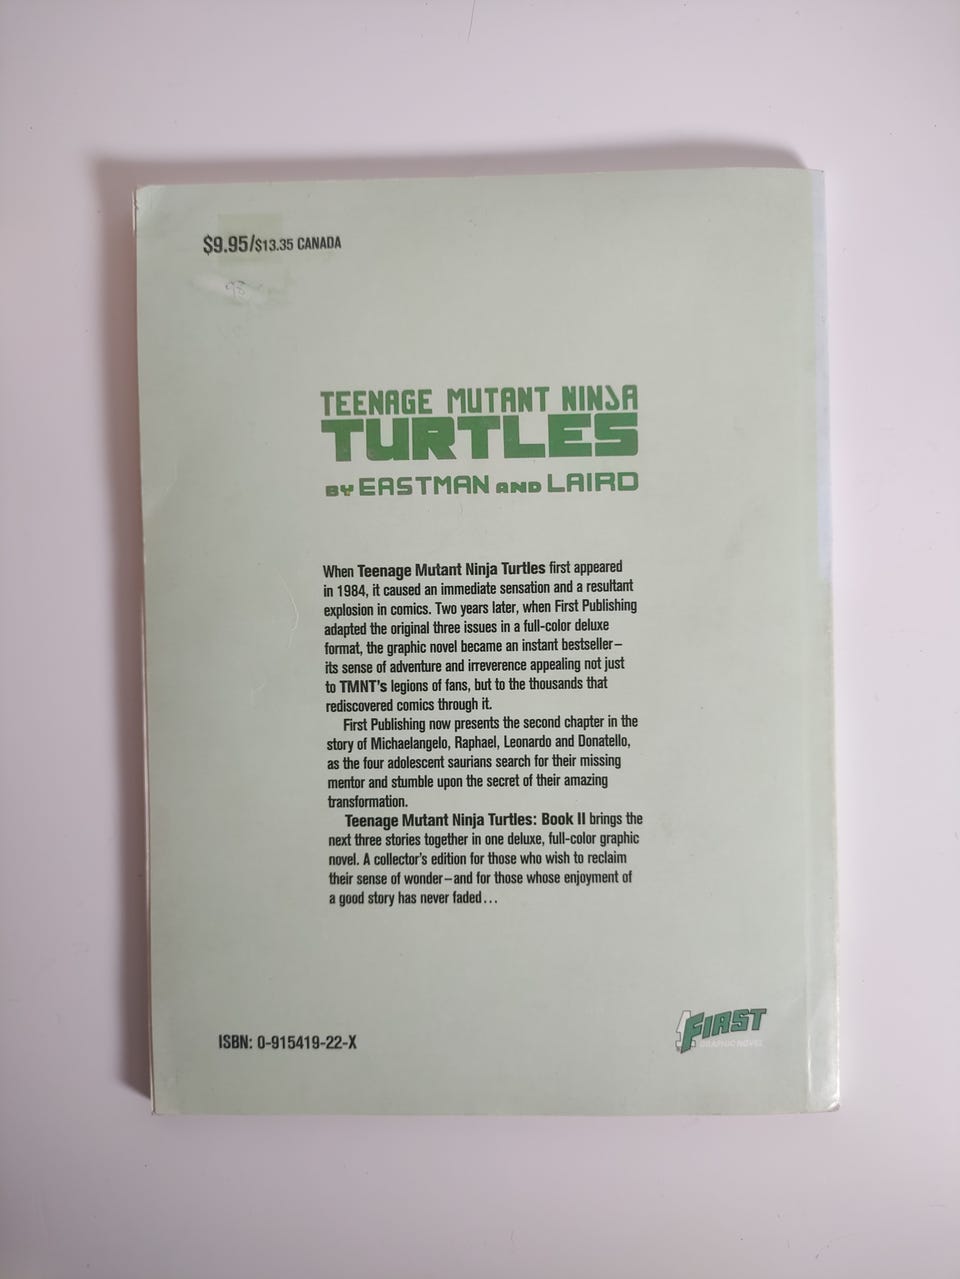 $9.95/$13.35 CANADA
98
TEENAGE MUTANT NINJA
TURTLES
BY EASTMAN AND LAIRD
When Teenage Mutant Ninja Turtles first appeared
in 1984, it caused an immediate sensation and a resultant
explosion in comics. Two years later, when First Publishing
adapted the original three issues in a full-color deluxe
format, the graphic novel became an instant bestseller—
its sense of adventure and irreverence appealing not just
to TMNT's legions of fans, but to the thousands that
rediscovered comics through it.
First Publishing now presents the second chapter in the
story of Michaelangelo, Raphael, Leonardo and Donatello,
as the four adolescent saurians search for their missing
mentor and stumble upon the secret of their amazing
transformation.
Teenage Mutant Ninja Turtles: Book II brings the
next three stories together in one deluxe, full-color graphic
novel. A collector's edition for those who wish to reclaim
their sense of wonder—and for those whose enjoyment of
a good story has never faded...
ISBN: 0-915419-22-X
1FIRST
GRAPHIC NOVEL